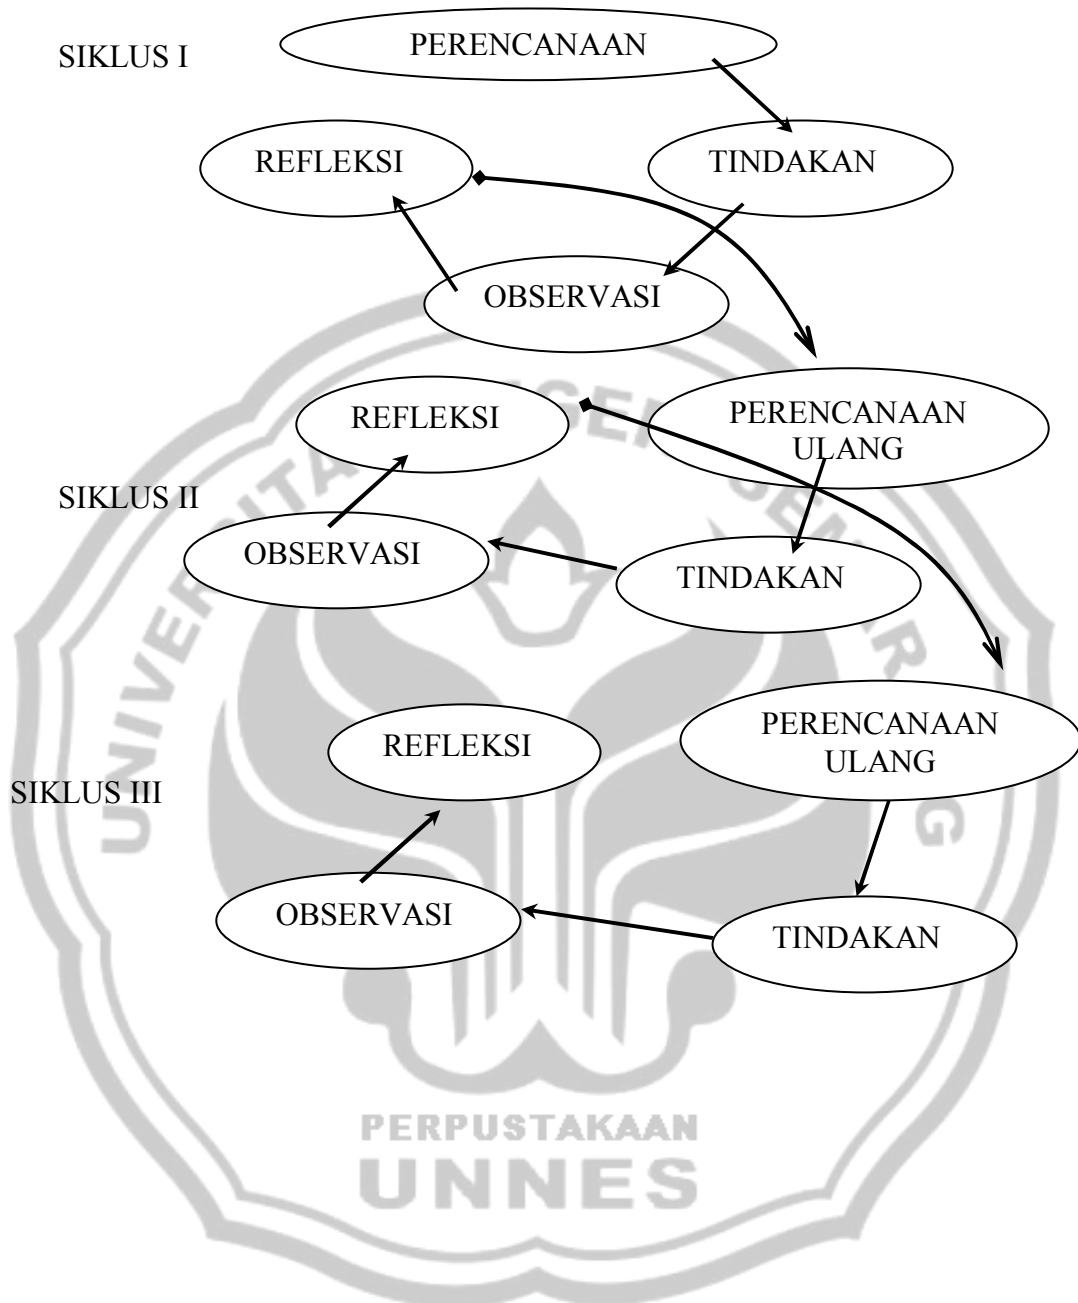 SIKLUS I
PERENCANAAN
REFLEKSI
TINDAKAN
OBSERVASI
REFLEKSI
PERENCANAAN
ULANG
SIKLUS II
OBSERVASI
TINDAKAN
REFLEKSI
PERENCANAAN
ULANG
SIKLUS III
OBSERVASI
TINDAKAN
PERPUSTAKAAN
UNNES